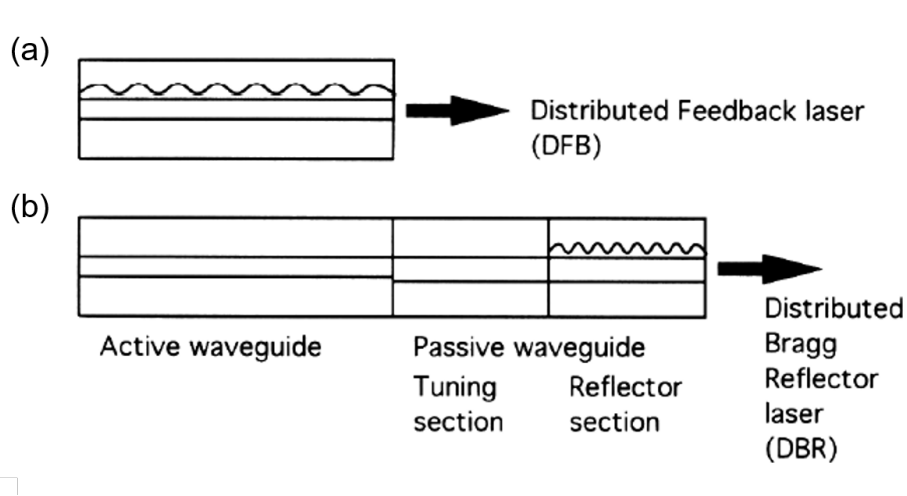 (a)
Distributed Feedback laser
(DFB)
(b)
Active waveguide
Passive waveguide
Tuning
section
Reflector
section
Distributed
Bragg
Reflector
laser
(DBR)